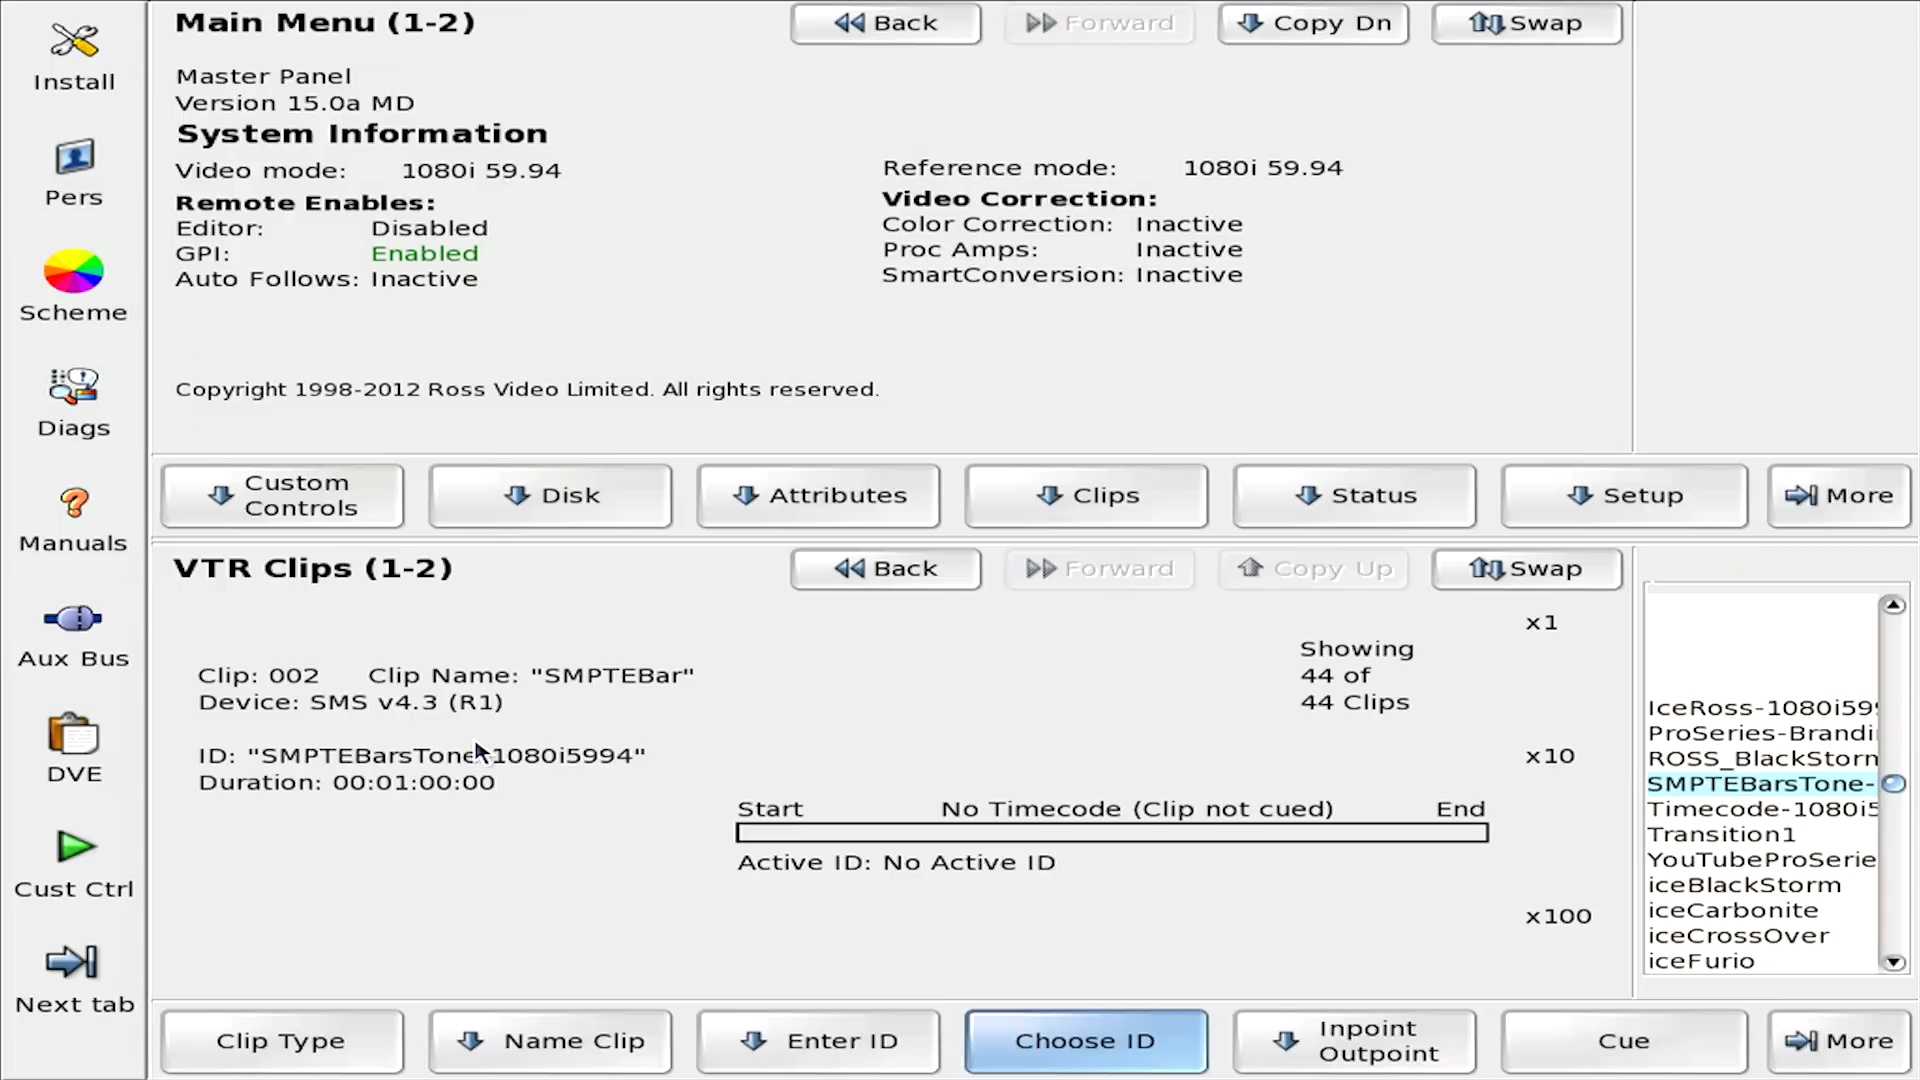 Install
Pers
Scheme
Diags
Manuals
Aux Bus
DVE
Cust Ctrl
Next tab
Main Menu (1-2)
Back
Forward
Copy Dn
Swap
Master Panel
Version 15.0a MD
System Information
Video mode: 1080i 59.94
Remote Enables:
Editor: Disabled
GPI: Enabled
Auto Follows: Inactive
Reference mode: 1080i 59.94
Video Correction:
Color Correction: Inactive
Proc Amps: Inactive
SmartConversion: Inactive
Copyright 1998-2012 Ross Video Limited. All rights reserved.
Custom
Controls
Disk
Attributes
Clips
Status
Setup
More
VTR Clips (1-2)
Back
Forward
Copy Up
Swap
Clip: 002 Clip Name: "SMPTEBar"
Device: SMS v4.3 (R1)
ID: "SMPTEBarsTone-1080i5994"
Duration: 00:01:00:00
Showing
44 of
44 Clips
x1
x10
x100
Start No Timecode (Clip not cued) End
Active ID: No Active ID
IceRoss-1080i59
ProSeries-Brandi
ROSS_BlackStorm
SMPTEBarsTone-
Timecode-1080i5
Transition1
YouTubeProSerie
iceBlackStorm
iceCarbonite
iceCrossOver
iceFurio
Clip Type
Name Clip
Enter ID
Choose ID
Inpoint
Outpoint
Cue
More